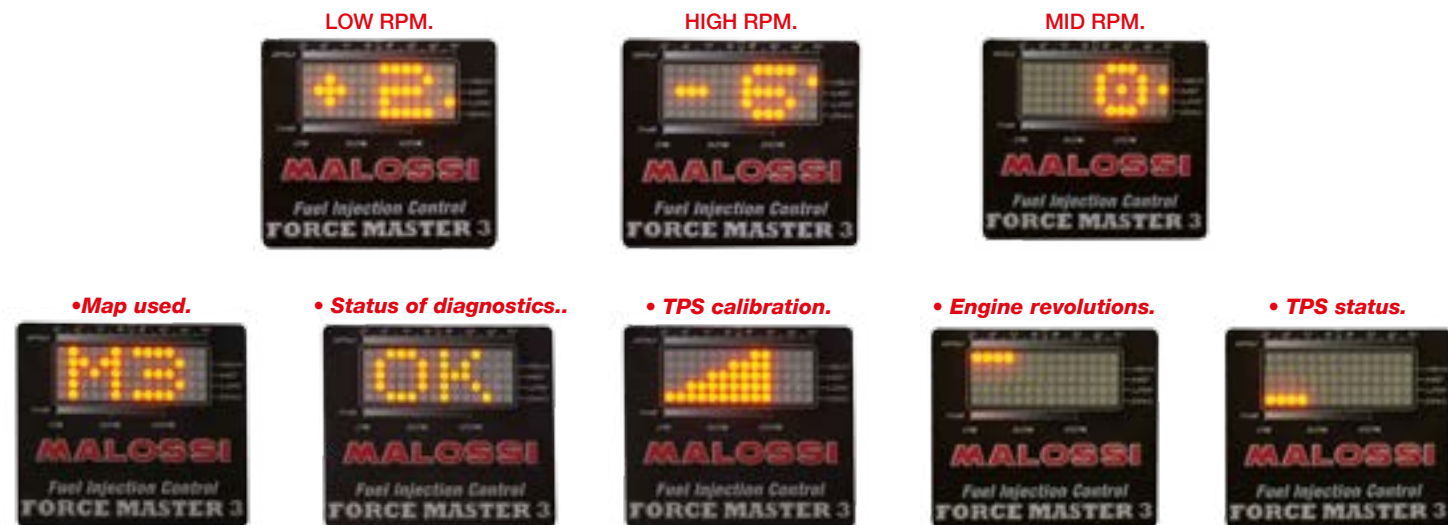 LOW RPM.
HIGH RPM.
MID RPM.
+2.
-6
0
MALOSSI
Fuel Injection Control
FORCE MASTER 3
MALOSSI
Fuel Injection Control
FORCE MASTER 3
MALOSSI
Fuel Injection Control
FORCE MASTER 3
•Map used.
• Status of diagnostics..
• TPS calibration.
• Engine revolutions.
• TPS status.
M3
OK
MALOSSI
Fuel Injection Control
FORCE MASTER 3
MALOSSI
Fuel Injection Control
FORCE MASTER 3
MALOSSI
Fuel Injection Control
FORCE MASTER 3
MALOSSI
Fuel Injection Control
FORCE MASTER 3
MALOSSI
Fuel Injection Control
FORCE MASTER 3